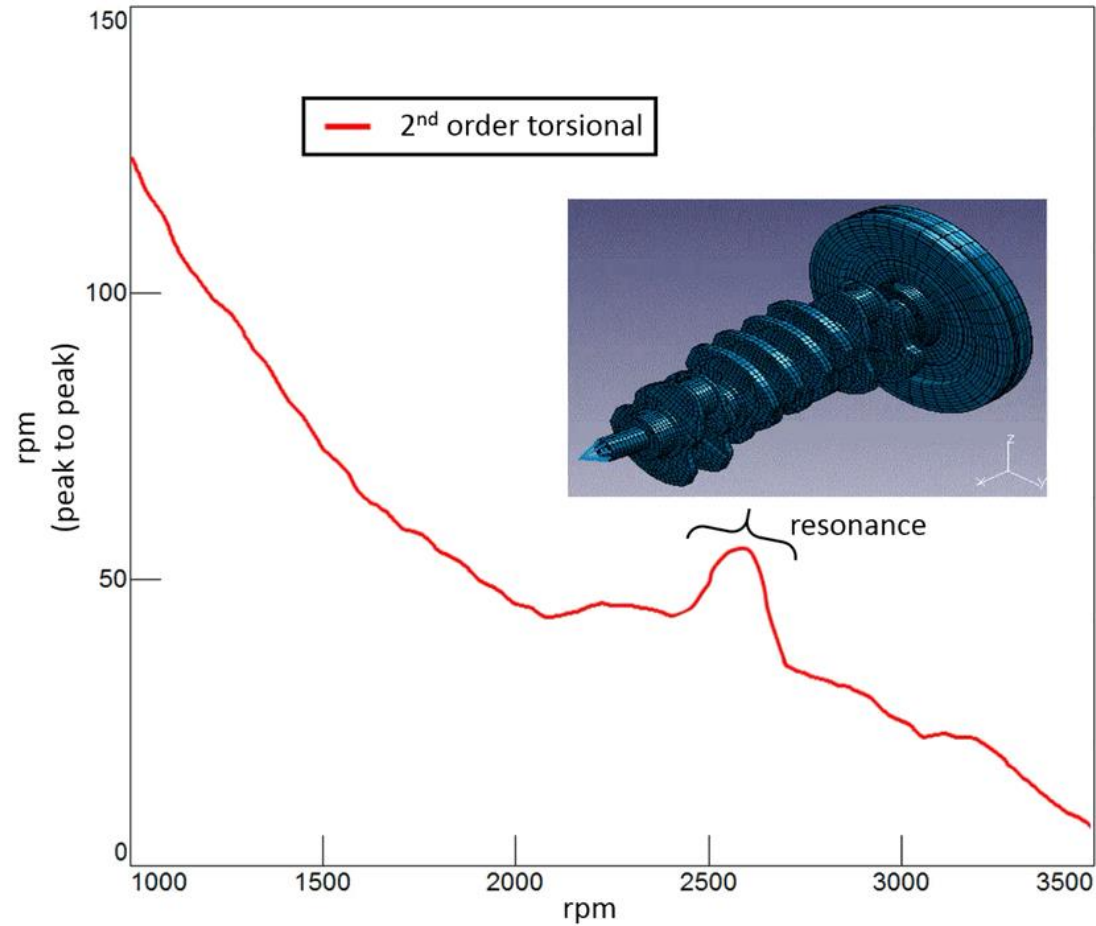 150
2nd order torsional
100
rpm
(peak to peak)
z
x
y
resonance
50
0
1000
1500
2000
2500
3000
3500
rpm